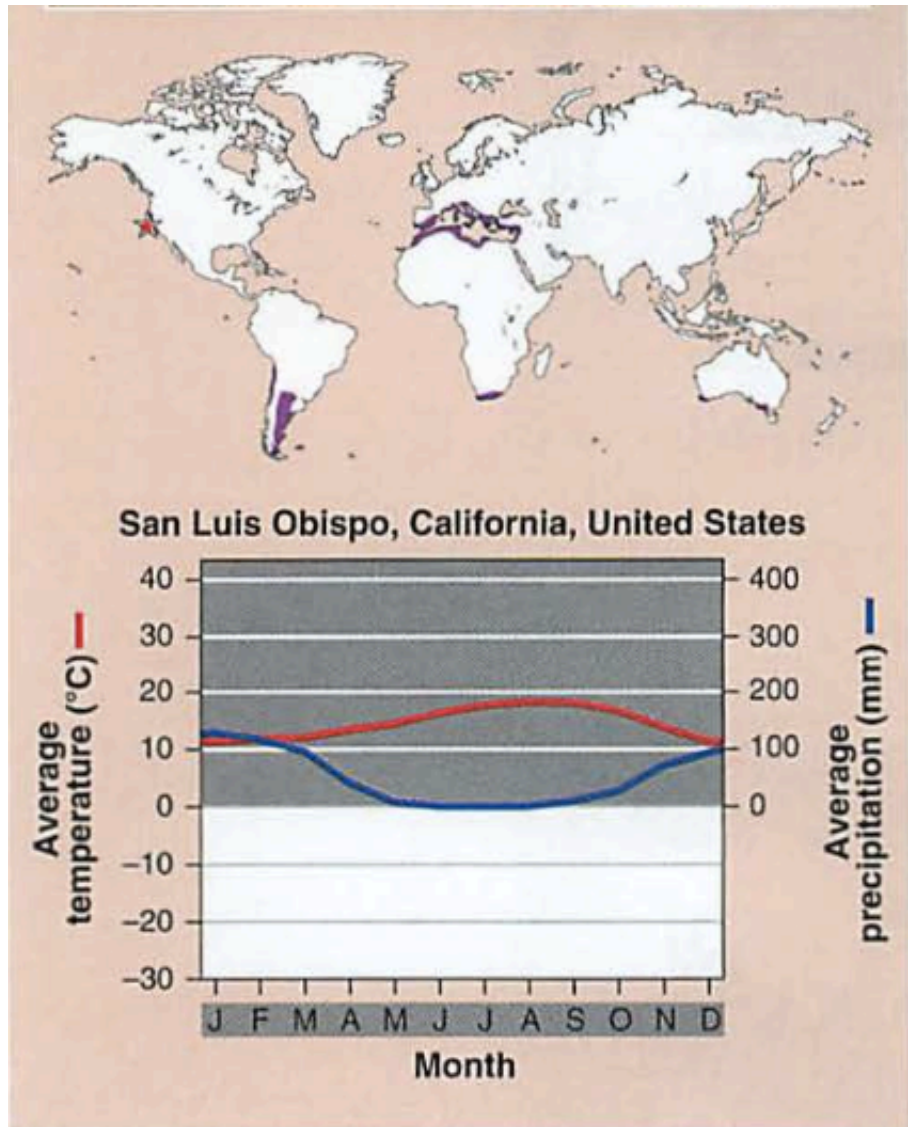 San Luis Obispo, California, United States
40
30
20
10
0
–10
–20
–30
Average
temperature (°C)
400
300
200
100
0
Average
precipitation (mm)
J F M A M J J A S O N D
Month